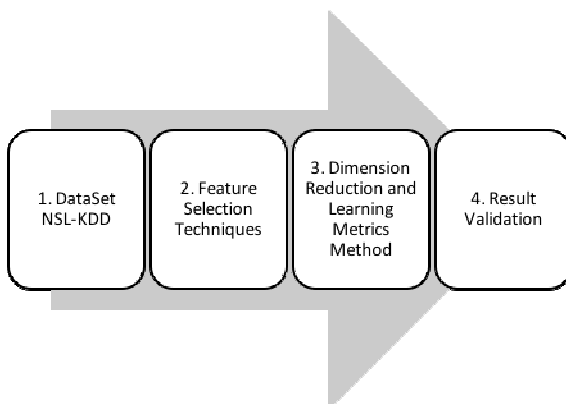 1. DataSet
NSL-KDD
2. Feature
Selection
Techniques
3. Dimension
Reduction and
Learning
Metrics
Method
4. Result
Validation